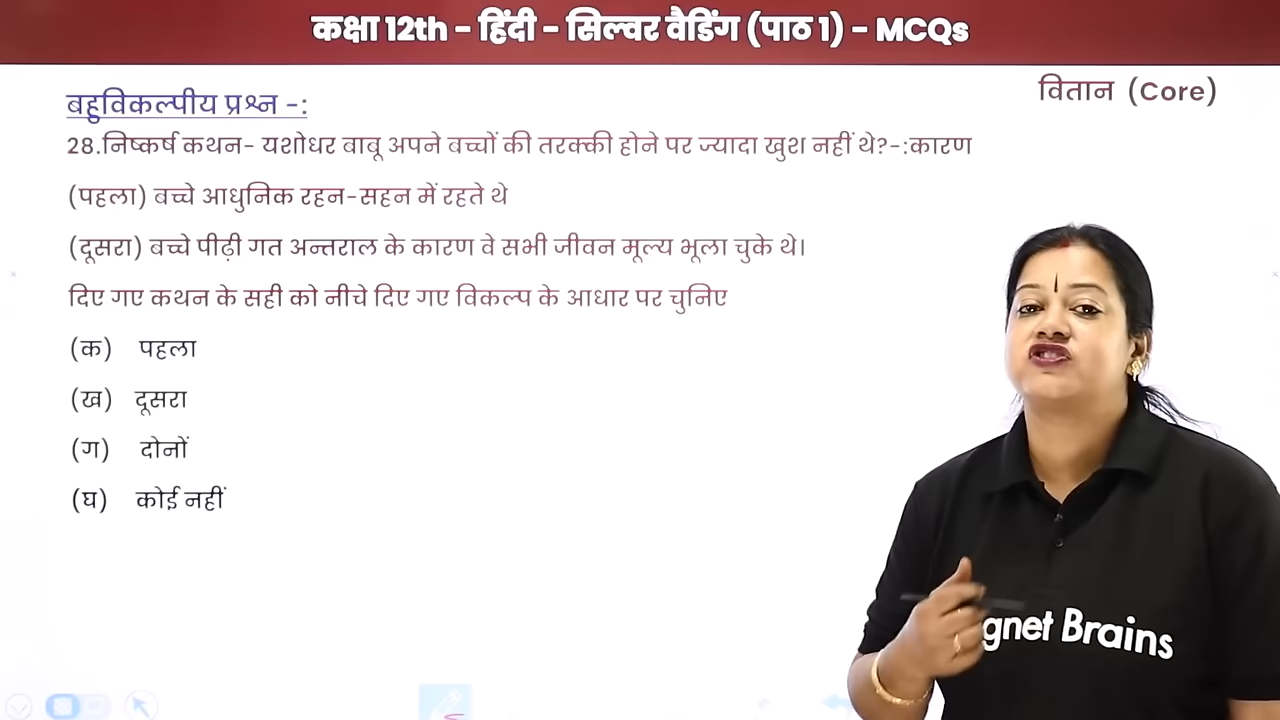 कक्षा 12th - हिंदी - सिल्वर वैडिंग (पाठ 1) - MCQs
वितान (Core)
बहुविकल्पीय प्रश्न -:
28.निष्कर्ष कथन- यशोधर बाबू अपने बच्चों की तरक्की होने पर ज्यादा खुश नहीं थे?-:कारण
(पहला) बच्चे आधुनिक रहन-सहन में रहते थे
(दूसरा) बच्चे पीढ़ी गत अन्तराल के कारण वे सभी जीवन मूल्य भूला चुके थे।
दिए गए कथन के सही को नीचे दिए गए विकल्प के आधार पर चुनिए
(क) पहला
(ख) दूसरा
(ग) दोनों
(घ) कोई नहीं
gnet Brains